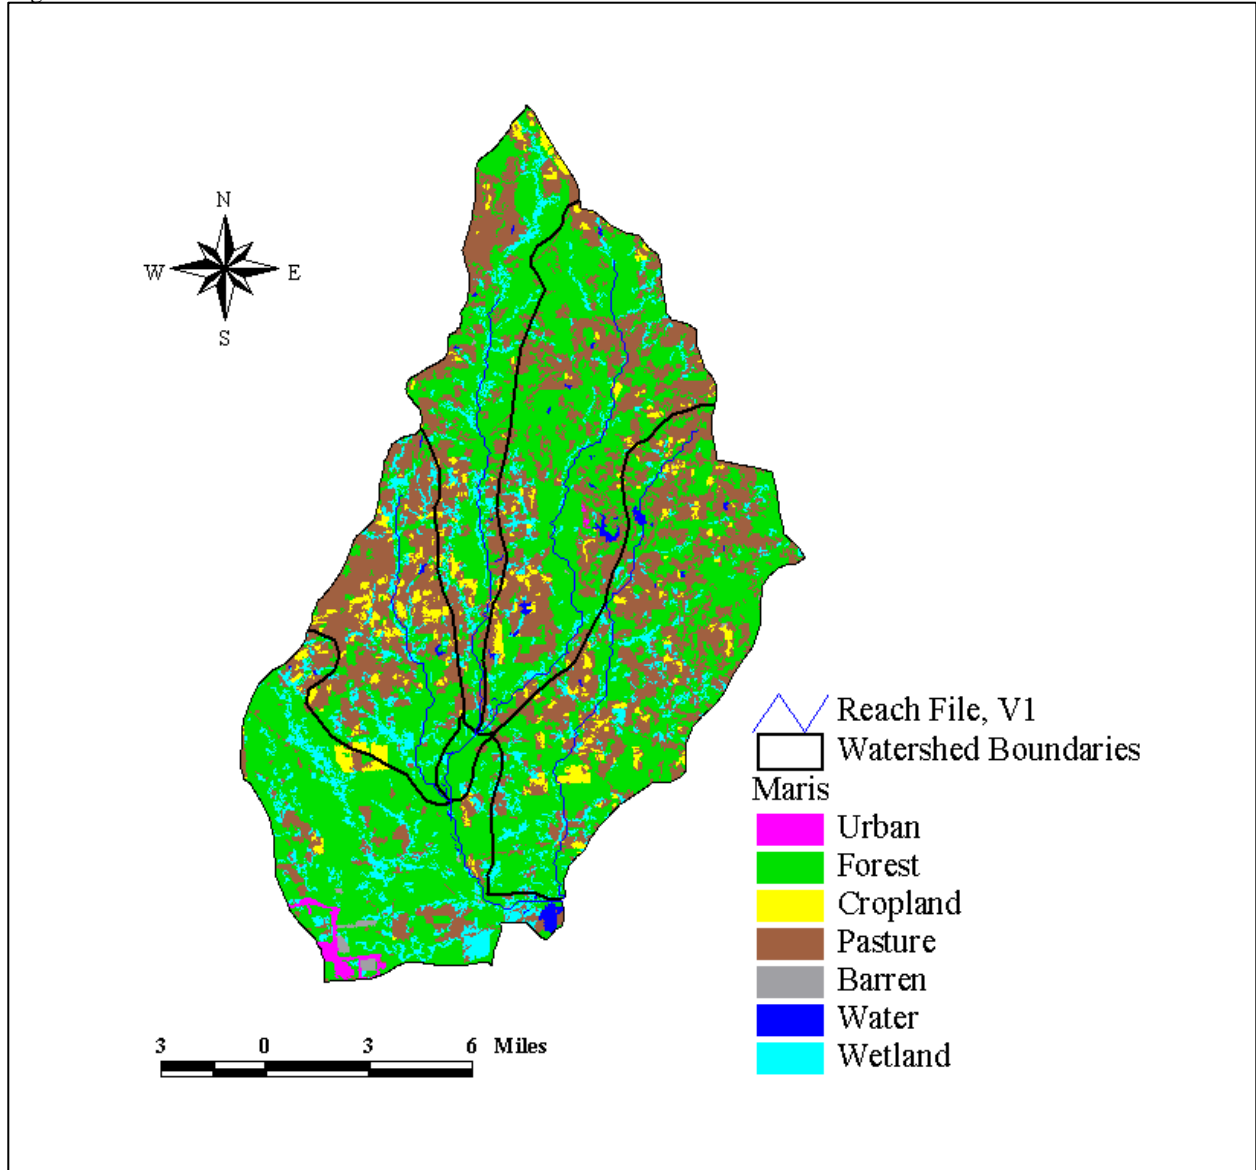 N
W E
S
Reach File, V1
Watershed Boundaries
Maris
Urban
Forest
Cropland
Pasture
Barren
Water
Wetland
3 0 3 6 Miles